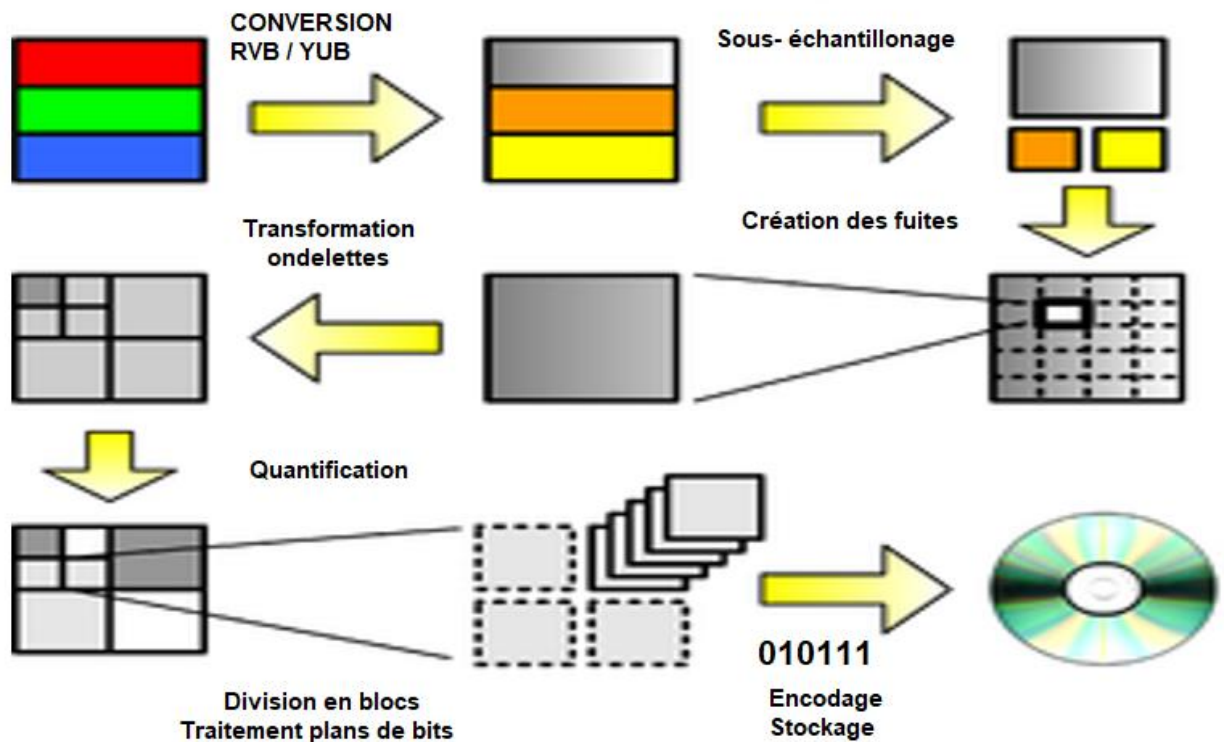 CONVERSION
RVB / YUB
Sous- échantillonage
Transformation
ondelettes
Création des fuites
Quantification
Division en blocs
Traitement plans de bits
010111
Encodage
Stockage